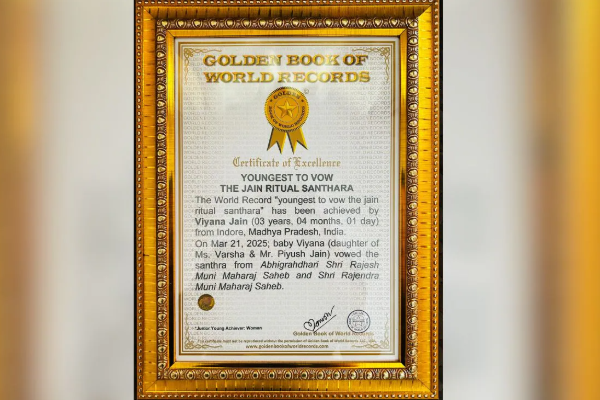 GOLDEN BOOK OF
WORLD RECORDS
Certificate of Excellence
YOUNGEST TO VOW
THE JAIN RITUAL SANTHARA
The World Record "youngest to vow the jain
ritual santhara" has been achieved by
Viyana Jain (03 years, 04 months, 01 day)
from Indore, Madhya Pradesh, India.
On Mar 21, 2025; baby Viyana (daughter of
Ms. Varsha & Mr. Piyush Jain) vowed the
santhra from Abhigrahdhari Shri Rajesh
Muni Maharaj Saheb and Shri Rajendra
Muni Maharaj Saheb.
*Junior Young Achiever: Women
Golden Book of World Records
www.goldenbookofworldrecords.com